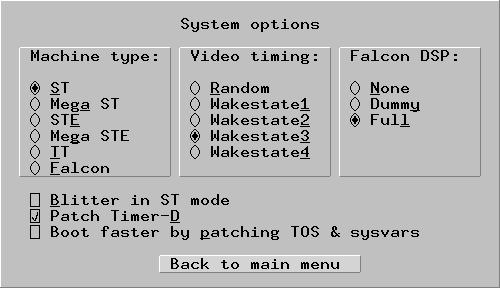 System options
Machine type:
ST
Mega ST
STE
Mega STE
TT
Falcon
Video timing:
Random
Wakestate1
Wakestate2
Wakestate3
Wakestate4
Falcon DSP:
None
Dummy
Full
Blitter in ST mode
Patch Timer-D
Boot faster by patching TOS & sysvars
Back to main menu